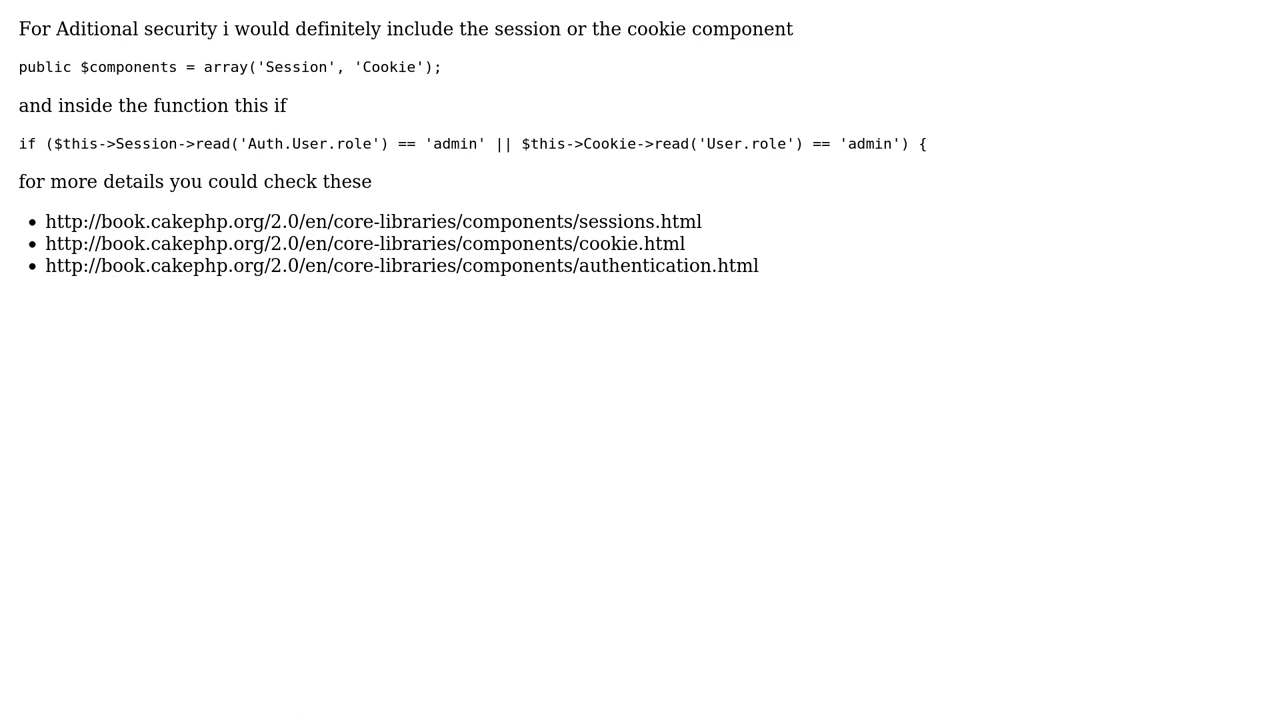 For Aditional security i would definitely include the session or the cookie component
public $components = array('Session', 'Cookie');
and inside the function this if
if ($this->Session->read('Auth.User.role') == 'admin' || $this->Cookie->read('User.role') == 'admin') {
for more details you could check these
• http://book.cakephp.org/2.0/en/core-libraries/components/sessions.html
• http://book.cakephp.org/2.0/en/core-libraries/components/cookie.html
• http://book.cakephp.org/2.0/en/core-libraries/components/authentication.html